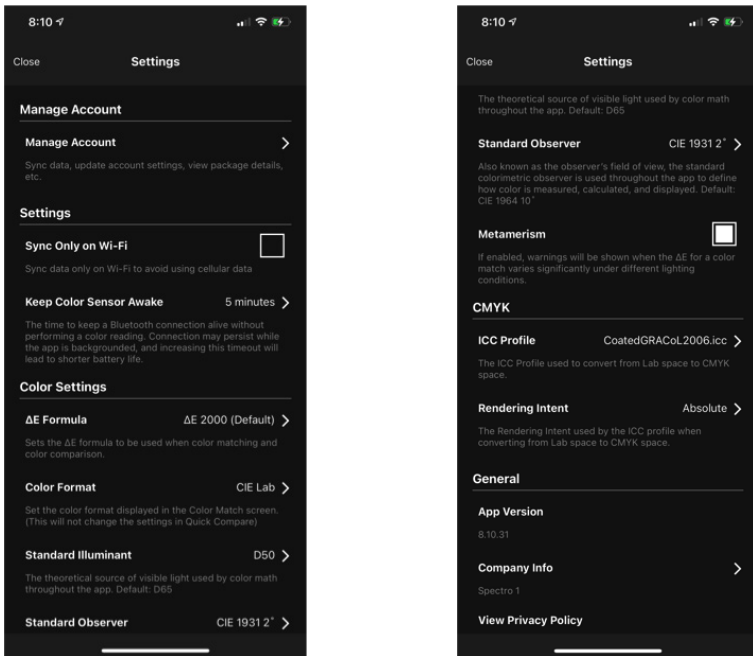 8:10
Close
Settings
Manage Account
Manage Account
Sync data, update account settings, view package details,
etc.
Settings
Sync Only on Wi-Fi
Sync data only on Wi-Fi to avoid using cellular data
Keep Color Sensor Awake 5 minutes
The time to keep a Bluetooth connection alive without
performing a color reading. Connection may persist while
the app is backgrounded, and increasing this timeout will
lead to shorter battery life.
Color Settings
ΔE Formula ΔE 2000 (Default)
Sets the ΔE formula to be used when color matching and
color comparison.
Color Format CIE Lab
Set the color format displayed in the Color Match screen.
(This will not change the settings in Quick Compare)
Standard Illuminant D50
The theoretical source of visible light used by color math
throughout the app. Default: D65
Standard Observer CIE 1931 2°
8:10
Close
Settings
The theoretical source of visible light used by color math
throughout the app. Default: D65
Standard Observer CIE 1931 2°
Also known as the observer's field of view, the standard
colorimetric observer is used throughout the app to define
how color is measured, calculated, and displayed. Default:
CIE 1964 10°
Metamerism
If enabled, warnings will be shown when the ΔE for a color
match varies significantly under different lighting
conditions.
CMYK
ICC Profile CoatedGRACoL2006.icc
The ICC Profile used to convert from Lab space to CMYK
space.
Rendering Intent Absolute
The Rendering Intent used by the ICC profile when
converting from Lab space to CMYK space.
General
App Version
8.10.31
Company Info
Spectro 1
View Privacy Policy